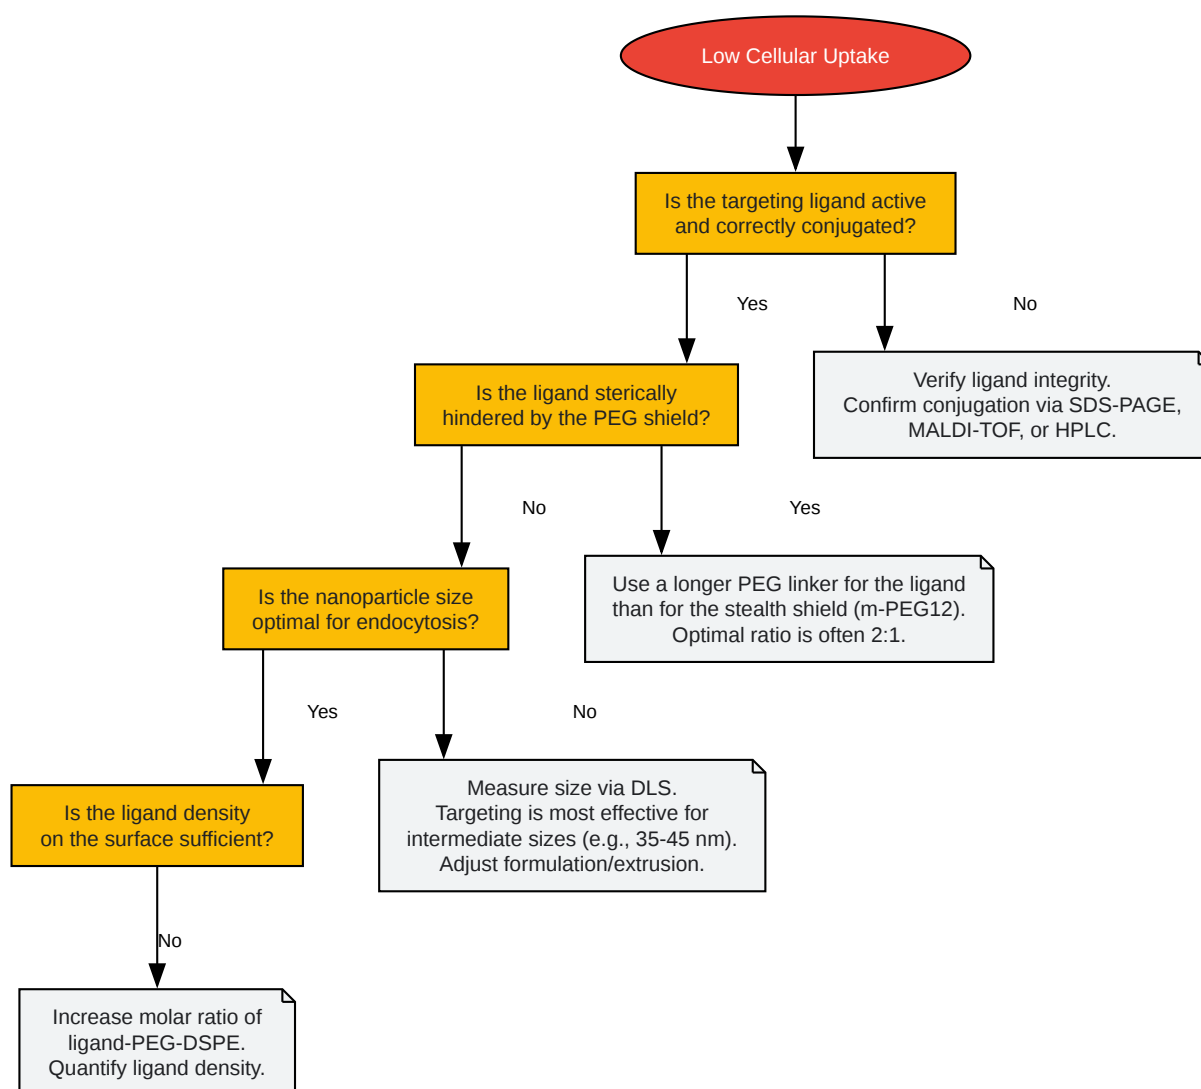 Low Cellular Uptake
Is the targeting ligand active
and correctly conjugated?
Yes
No
Is the ligand sterically
hindered by the PEG shield?
Verify ligand integrity.
Confirm conjugation via SDS-PAGE,
MALDI-TOF, or HPLC.
No
Yes
Is the nanoparticle size
optimal for endocytosis?
Use a longer PEG linker for the ligand
than for the stealth shield (m-PEG12).
Optimal ratio is often 2:1.
Yes
No
Is the ligand density
on the surface sufficient?
Measure size via DLS.
Targeting is most effective for
intermediate sizes (e.g., 35-45 nm).
Adjust formulation/extrusion.
No
Increase molar ratio of
ligand-PEG-DSPE.
Quantify ligand density.